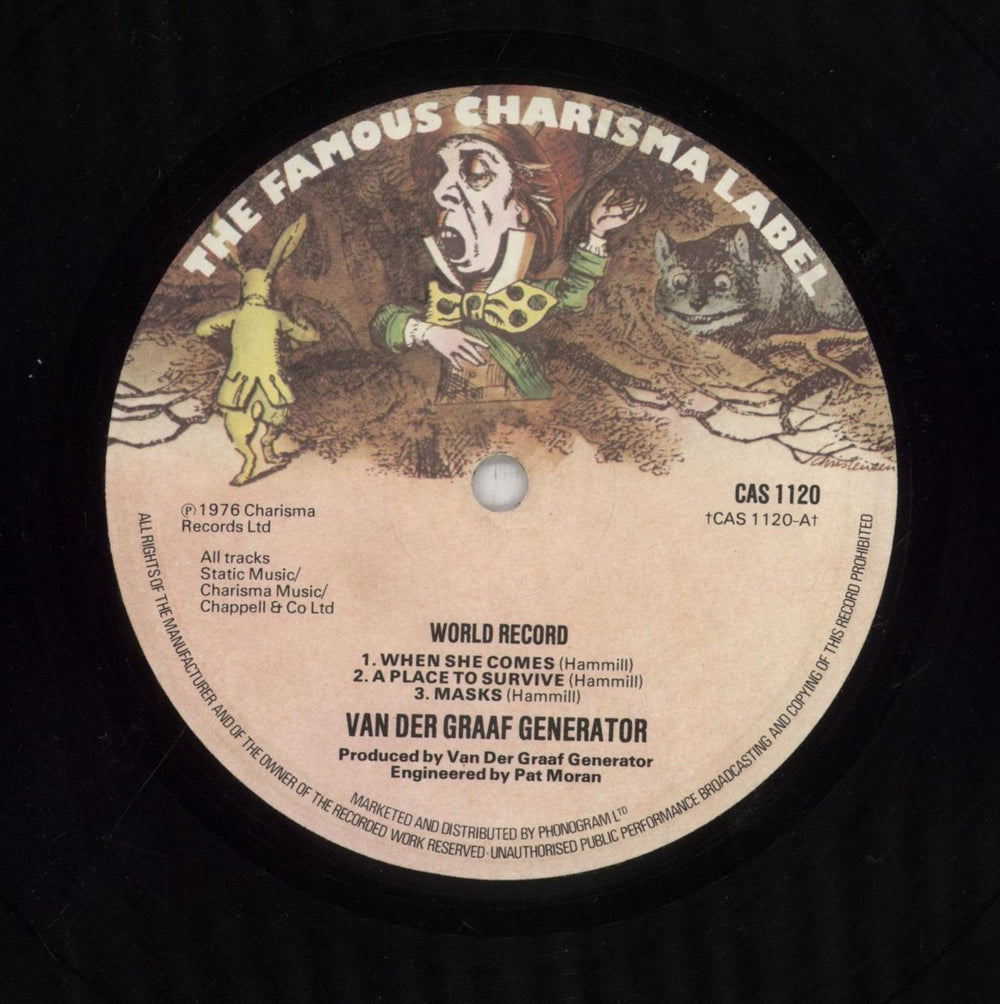 THE FAMOUS CHARISMA LABEL
Christensen
Ⓟ 1976 Charisma
Records Ltd
CAS 1120
†CAS 1120-A†
All tracks
Static Music/
Charisma Music/
Chappell & Co Ltd
WORLD RECORD
1. WHEN SHE COMES (Hammill)
2. A PLACE TO SURVIVE (Hammill)
3. MASKS (Hammill)
VAN DER GRAAF GENERATOR
Produced by Van Der Graaf Generator
Engineered by Pat Moran
MARKETED AND DISTRIBUTED BY PHONOGRAM LTD
ALL RIGHTS OF THE MANUFACTURER AND OF THE OWNER OF THE RECORDED WORK RESERVED·UNAUTHORISED PUBLIC PERFORMANCE BROADCASTING AND COPYING OF THIS RECORD PROHIBITED